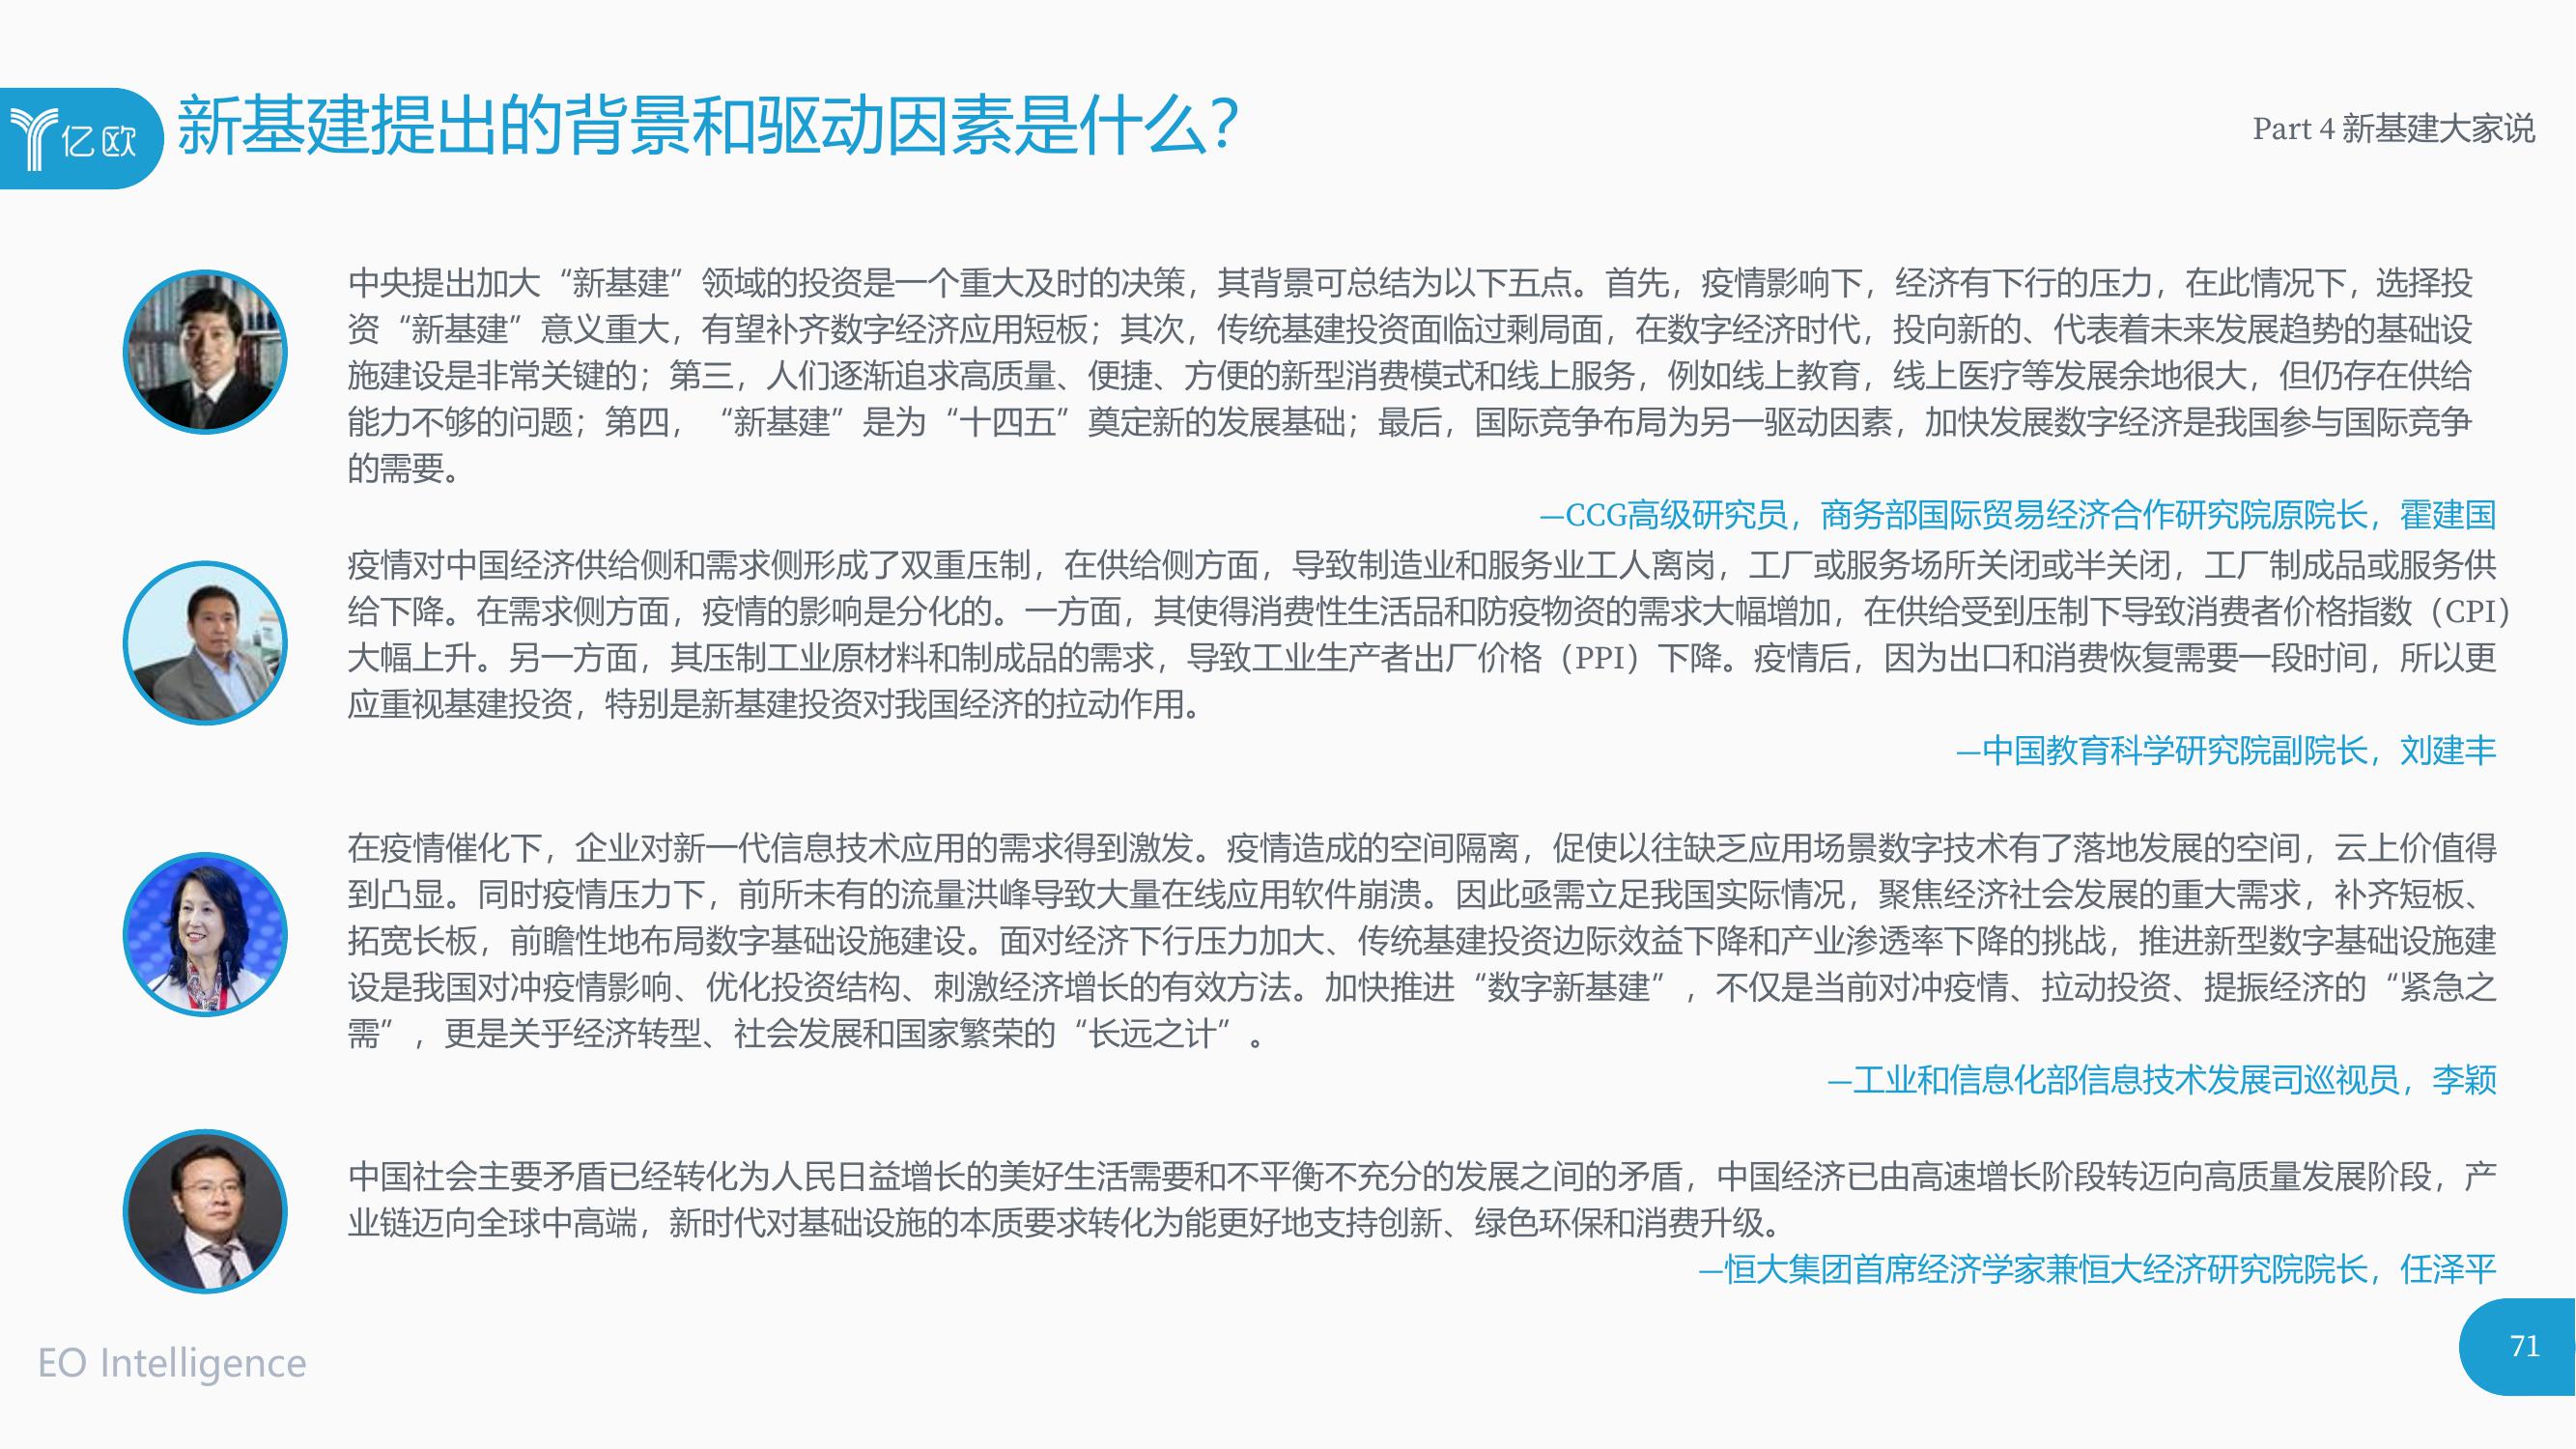 亿欧
新基建提出的背景和驱动因素是什么？
Part 4 新基建大家说
中央提出加大“新基建”领域的投资是一个重大及时的决策，其背景可总结为以下五点。首先，疫情影响下，经济有下行的压力，在此情况下，选择投
资“新基建”意义重大，有望补齐数字经济应用短板；其次，传统基建投资面临过剩局面，在数字经济时代，投向新的、代表着未来发展趋势的基础设
施建设是非常关键的；第三，人们逐渐追求高质量、便捷、方便的新型消费模式和线上服务，例如线上教育，线上医疗等发展余地很大，但仍存在供给
能力不够的问题；第四，“新基建”是为“十四五”奠定新的发展基础；最后，国际竞争布局为另一驱动因素，加快发展数字经济是我国参与国际竞争
的需要。
—CCG高级研究员，商务部国际贸易经济合作研究院原院长，霍建国
疫情对中国经济供给侧和需求侧形成了双重压制，在供给侧方面，导致制造业和服务业工人离岗，工厂或服务场所关闭或半关闭，工厂制成品或服务供
给下降。在需求侧方面，疫情的影响是分化的。一方面，其使得消费性生活品和防疫物资的需求大幅增加，在供给受到压制下导致消费者价格指数（CPI）
大幅上升。另一方面，其压制工业原材料和制成品的需求，导致工业生产者出厂价格（PPI）下降。疫情后，因为出口和消费恢复需要一段时间，所以更
应重视基建投资，特别是新基建投资对我国经济的拉动作用。
—中国教育科学研究院副院长，刘建丰
在疫情催化下，企业对新一代信息技术应用的需求得到激发。疫情造成的空间隔离，促使以往缺乏应用场景数字技术有了落地发展的空间，云上价值得
到凸显。同时疫情压力下，前所未有的流量洪峰导致大量在线应用软件崩溃。因此亟需立足我国实际情况，聚焦经济社会发展的重大需求，补齐短板、
拓宽长板，前瞻性地布局数字基础设施建设。面对经济下行压力加大、传统基建投资边际效益下降和产业渗透率下降的挑战，推进新型数字基础设施建
设是我国对冲疫情影响、优化投资结构、刺激经济增长的有效方法。加快推进“数字新基建”，不仅是当前对冲疫情、拉动投资、提振经济的“紧急之
需”，更是关乎经济转型、社会发展和国家繁荣的“长远之计”。
—工业和信息化部信息技术发展司巡视员，李颖
中国社会主要矛盾已经转化为人民日益增长的美好生活需要和不平衡不充分的发展之间的矛盾，中国经济已由高速增长阶段转迈向高质量发展阶段，产
业链迈向全球中高端，新时代对基础设施的本质要求转化为能更好地支持创新、绿色环保和消费升级。
—恒大集团首席经济学家兼恒大经济研究院院长，任泽平
EO Intelligence
71